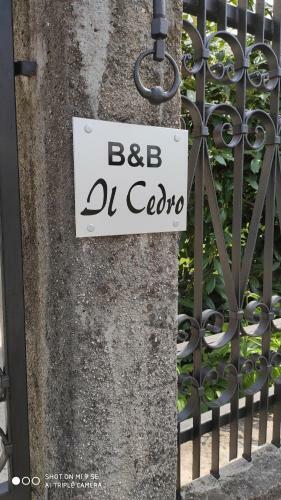 B&B
Il Cedro
SHOT ON MI 9 SE
AI TRIPLE CAMERA